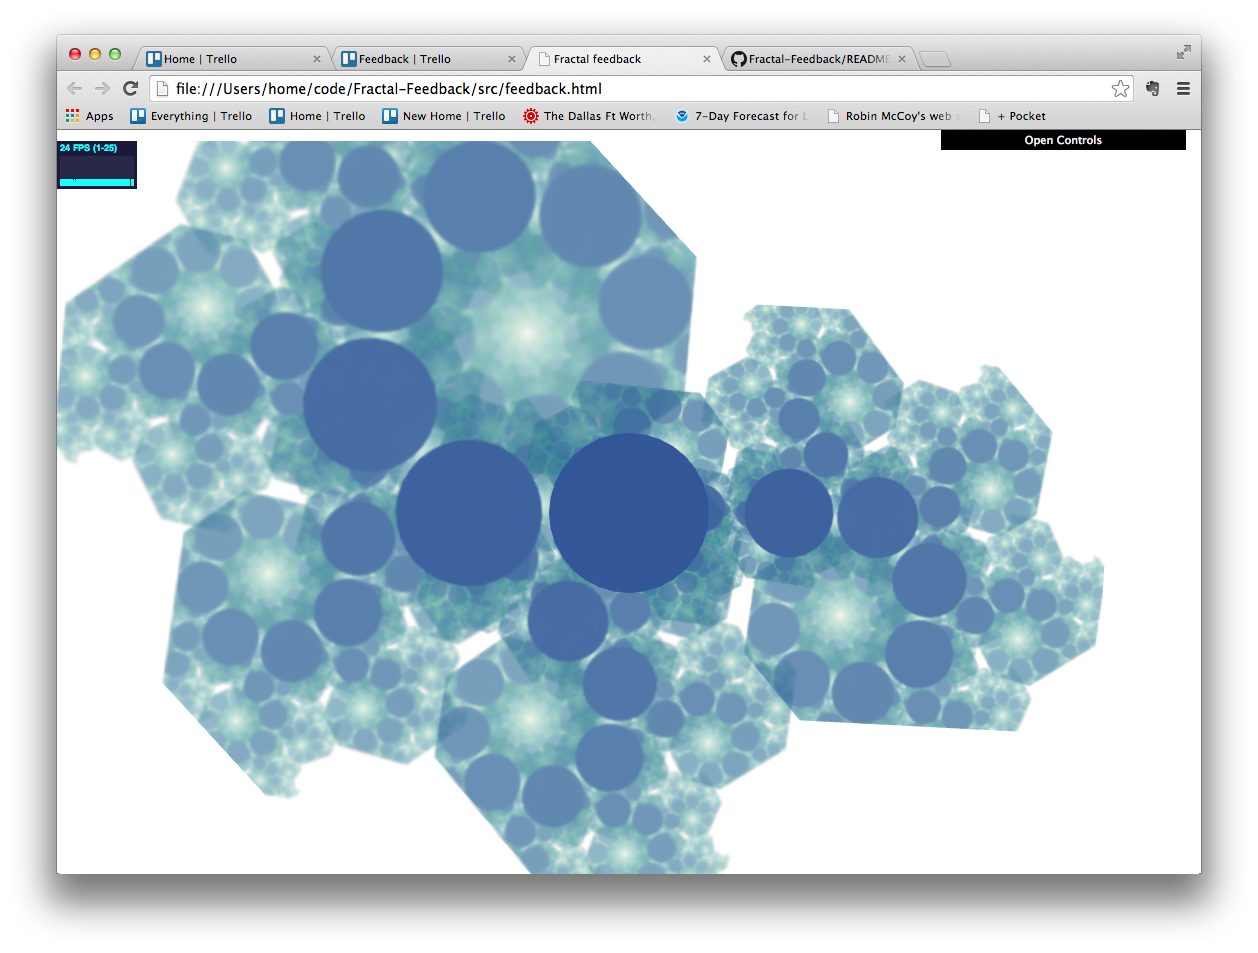 Home | Trello
Feedback | Trello
Fractal feedback
Fractal-Feedback/README
file:///Users/home/code/Fractal-Feedback/src/feedback.html
Apps
Everything | Trello
Home | Trello
New Home | Trello
The Dallas Ft Worth,
7-Day Forecast for L
Robin McCoy's web s
+ Pocket
24 FPS (1-25)
Open Controls